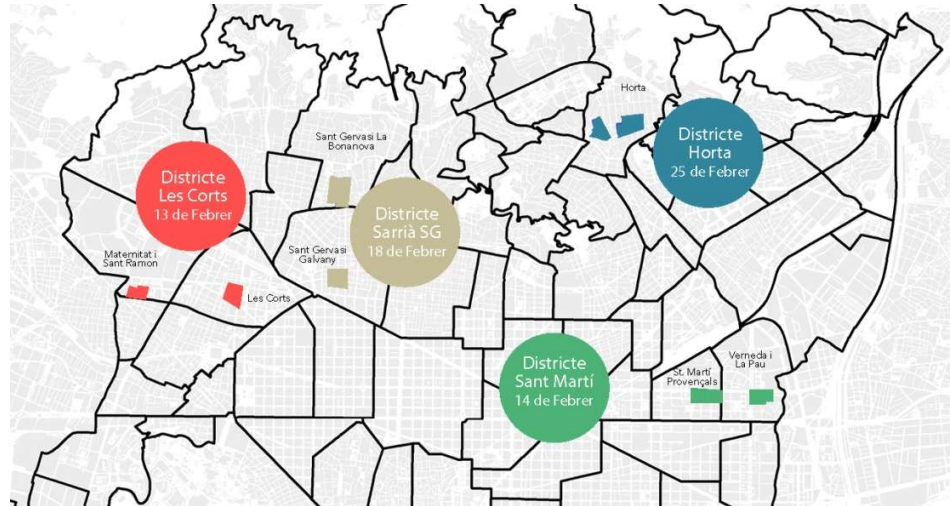 Horta
Districte
Horta
25 de Febrer
Sant Gervasi La
Bonanova
Districte
Les Corts
13 de Febrer
Districte
Sarrià SG
18 de Febrer
Maternitat i
Sant Ramon
Sant Gervasi
Galvany
Les Corts
Districte
Sant Martí
14 de Febrer
St. Martí
Provençals
Verneda i
La Pau